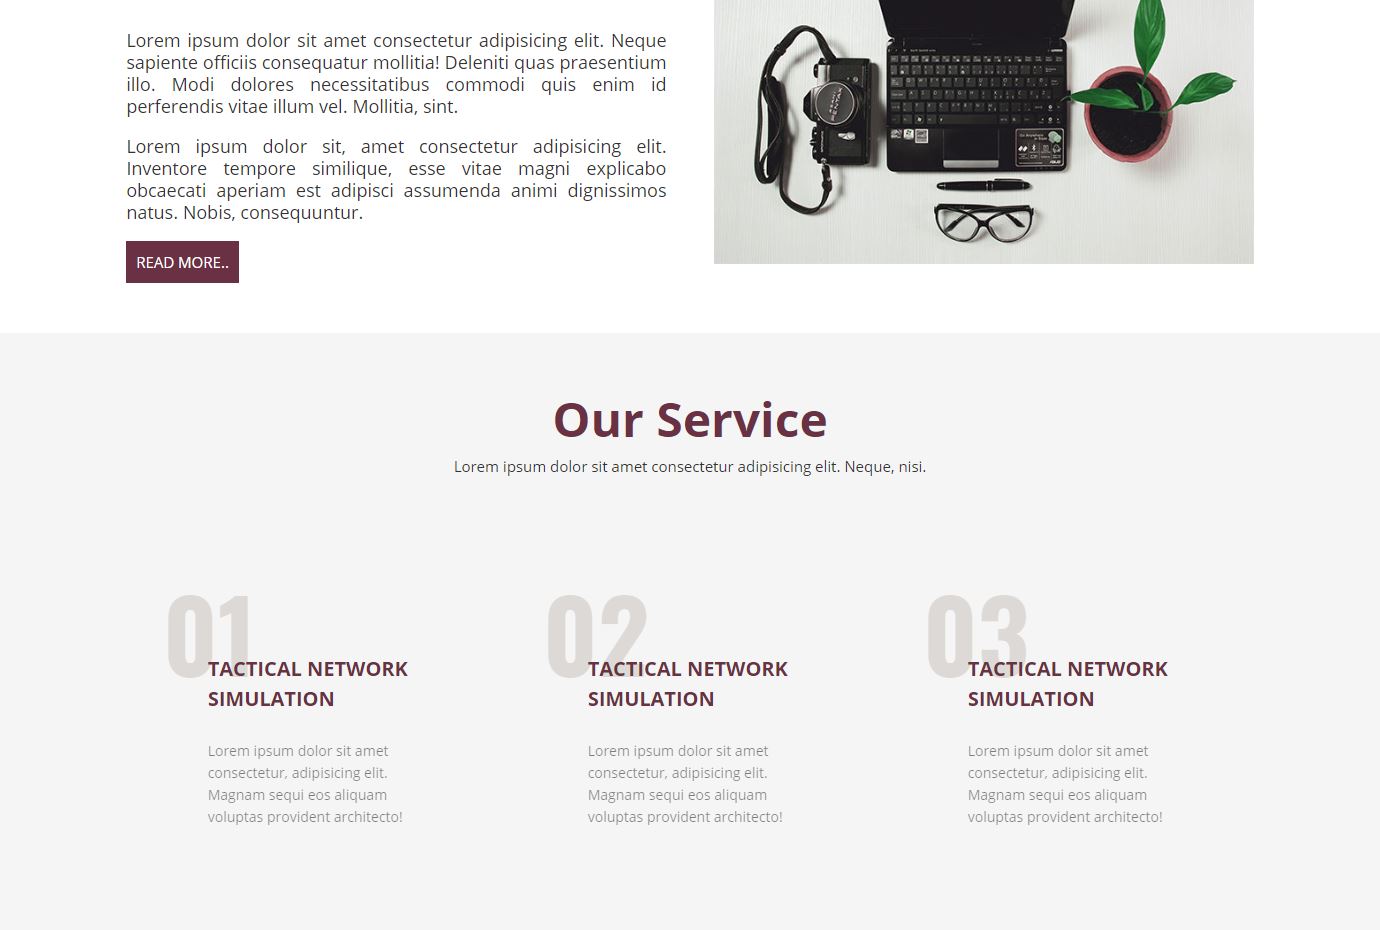 Lorem ipsum dolor sit amet consectetur adipisicing elit. Neque
sapiente officiis consequatur mollitia! Deleniti quas praesentium
illo. Modi dolores necessitatibus commodi quis enim id
perferendis vitae illum vel. Mollitia, sint.
Lorem ipsum dolor sit, amet consectetur adipisicing elit.
Inventore tempore similique, esse vitae magni explicabo
obcaecati aperiam est adipisci assumenda animi dignissimos
natus. Nobis, consequuntur.
READ MORE..
Our Service
Lorem ipsum dolor sit amet consectetur adipisicing elit. Neque, nisi.
01
TACTICAL NETWORK
SIMULATION
Lorem ipsum dolor sit amet
consectetur, adipisicing elit.
Magnam sequi eos aliquam
voluptas provident architecto!
02
TACTICAL NETWORK
SIMULATION
Lorem ipsum dolor sit amet
consectetur, adipisicing elit.
Magnam sequi eos aliquam
voluptas provident architecto!
03
TACTICAL NETWORK
SIMULATION
Lorem ipsum dolor sit amet
consectetur, adipisicing elit.
Magnam sequi eos aliquam
voluptas provident architecto!